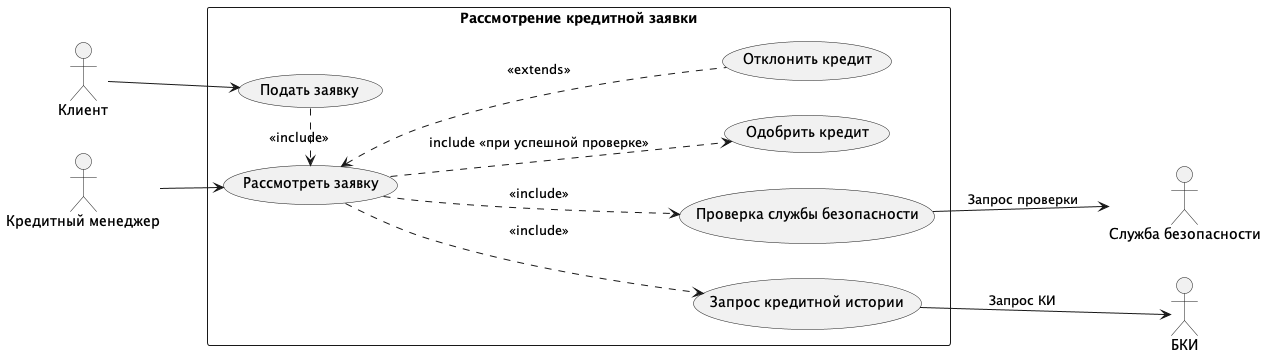 Рассмотрение кредитной заявки
Клиент
Подать заявку
«extends»
Отклонить кредит
«include»
include «при успешной проверке»
Одобрить кредит
Кредитный менеджер
Рассмотреть заявку
«include»
Проверка службы безопасности
Запрос проверки
Служба безопасности
«include»
Запрос кредитной истории
Запрос КИ
БКИ